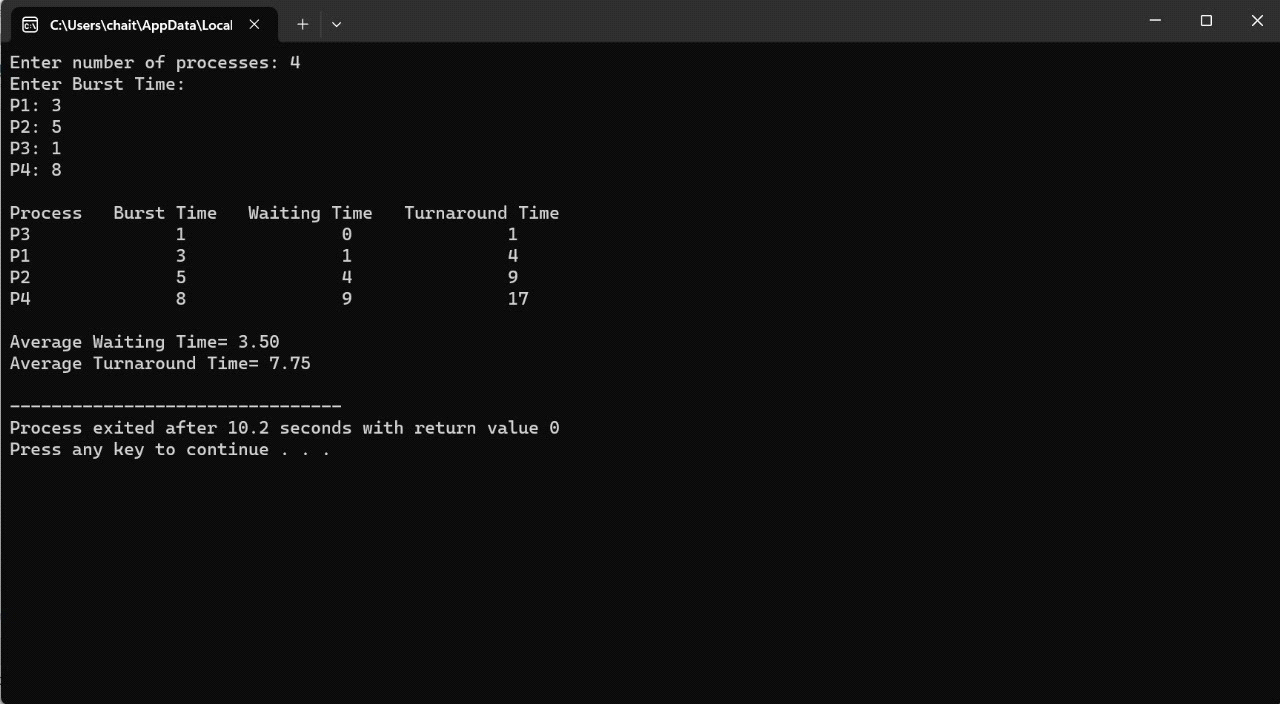 C:\Users\chait\AppData\Local
Enter number of processes: 4
Enter Burst Time:
P1: 3
P2: 5
P3: 1
P4: 8
Process   Burst Time   Waiting Time   Turnaround Time
P3              1               0               1
P1              3               1               4
P2              5               4               9
P4              8               9               17
Average Waiting Time= 3.50
Average Turnaround Time= 7.75
--------------------------------
Process exited after 10.2 seconds with return value 0
Press any key to continue . . .